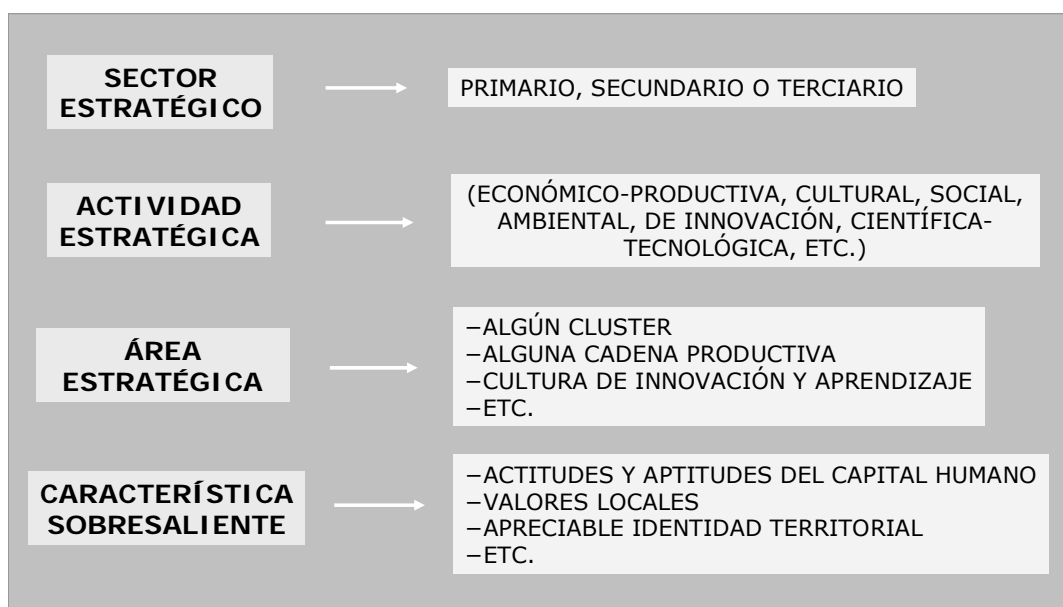 SECTOR
ESTRATÉGICO
PRIMARIO, SECUNDARIO O TERCIARIO
ACTIVIDAD
ESTRATÉGICA
(ECONÓMICO-PRODUCTIVA, CULTURAL, SOCIAL,
AMBIENTAL, DE INNOVACIÓN, CIENTÍFICA-
TECNOLÓGICA, ETC.)
ÁREA
ESTRATÉGICA
–ALGÚN CLUSTER
–ALGUNA CADENA PRODUCTIVA
–CULTURA DE INNOVACIÓN Y APRENDIZAJE
–ETC.
CARACTERÍSTICA
SOBRESALIENTE
–ACTITUDES Y APTITUDES DEL CAPITAL HUMANO
–VALORES LOCALES
–APRECIABLE IDENTIDAD TERRITORIAL
–ETC.